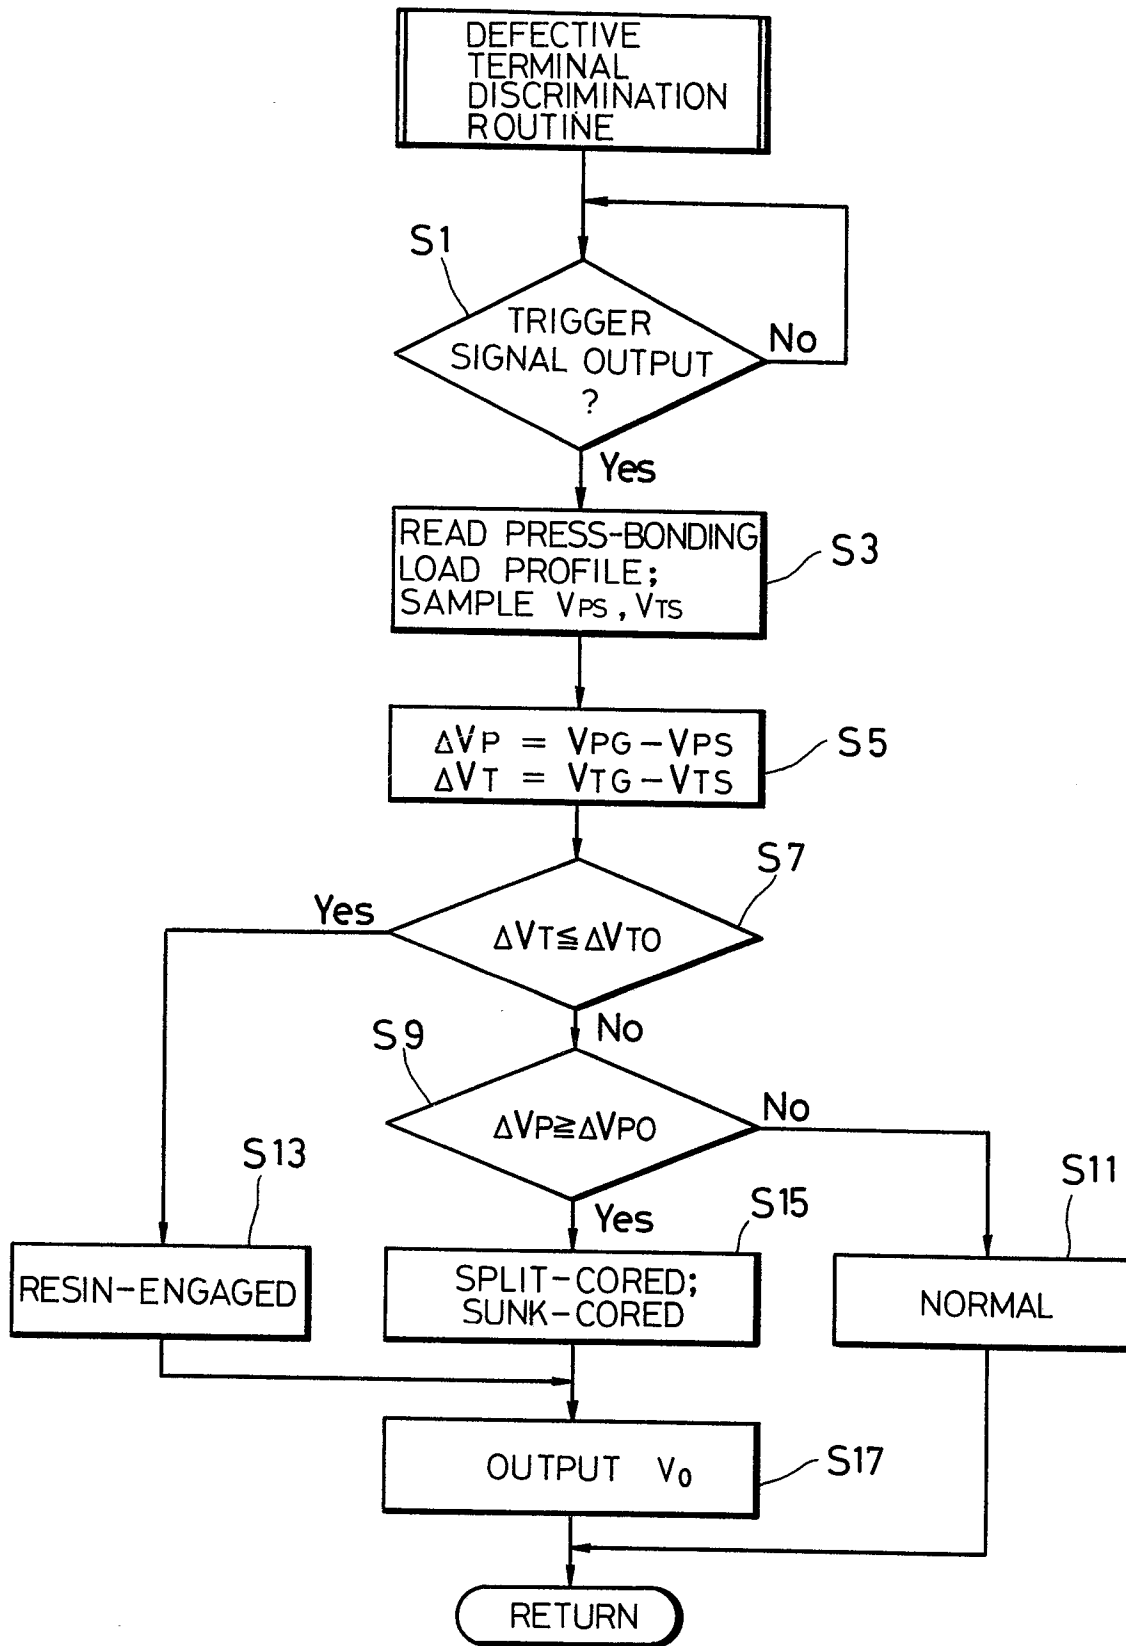 DEFECTIVE
TERMINAL
DISCRIMINATION
ROUTINE
S1
TRIGGER
SIGNAL OUTPUT
?
No
Yes
READ PRESS-BONDING
LOAD PROFILE;
SAMPLE VPS, VTS
S3
ΔVP = VPG-VPS
ΔVT = VTG-VTS
S5
S7
Yes
ΔVT≦ΔVTO
No
S9
ΔVP≧ΔVPO
No
Yes
S13
S15
S11
RESIN-ENGAGED
SPLIT-CORED;
SUNK-CORED
NORMAL
OUTPUT V0
S17
RETURN